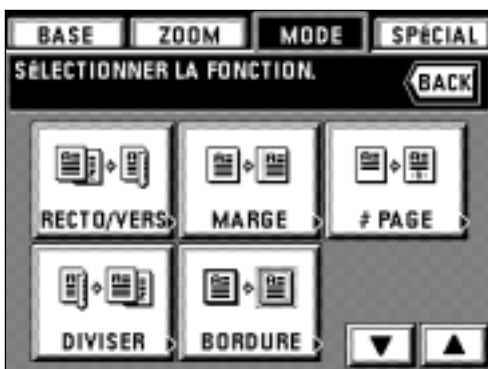 BASE ZOOM MODE SPÉCIAL
SÉLECTIONNER LA FONCTION.
BACK
RECTO/VERS MARGE # PAGE
DIVISER BORDURE